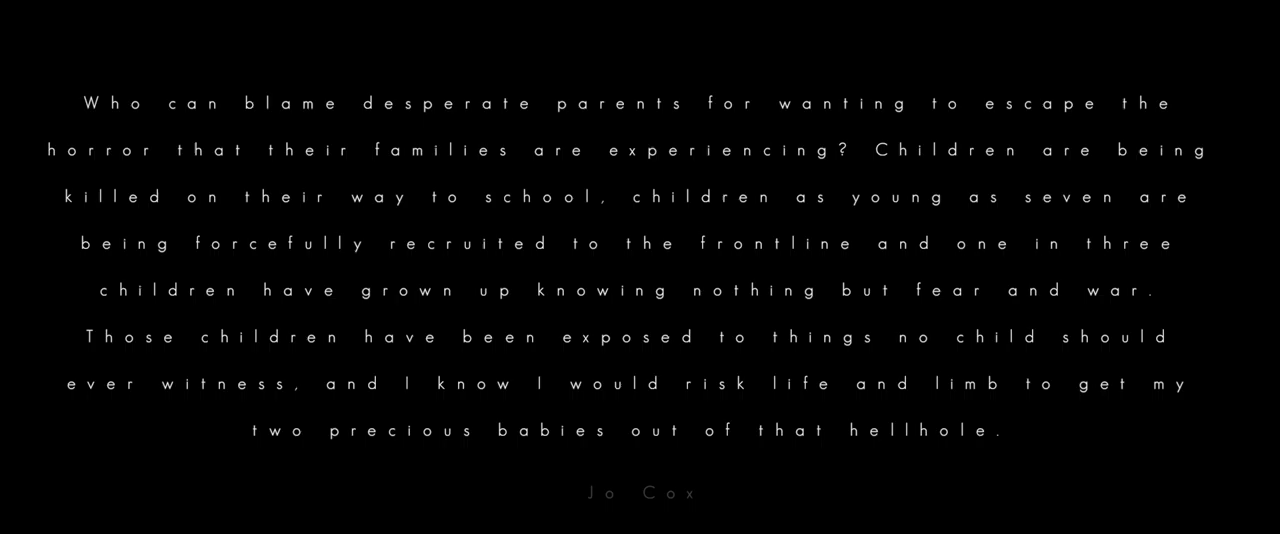 Who can blame desperate parents for wanting to escape the
horror that their families are experiencing? Children are being
killed on their way to school, children as young as seven are
being forcefully recruited to the frontline and one in three
children have grown up knowing nothing but fear and war.
Those children have been exposed to things no child should
ever witness, and I know I would risk life and limb to get my
two precious babies out of that hellhole.
Jo Cox